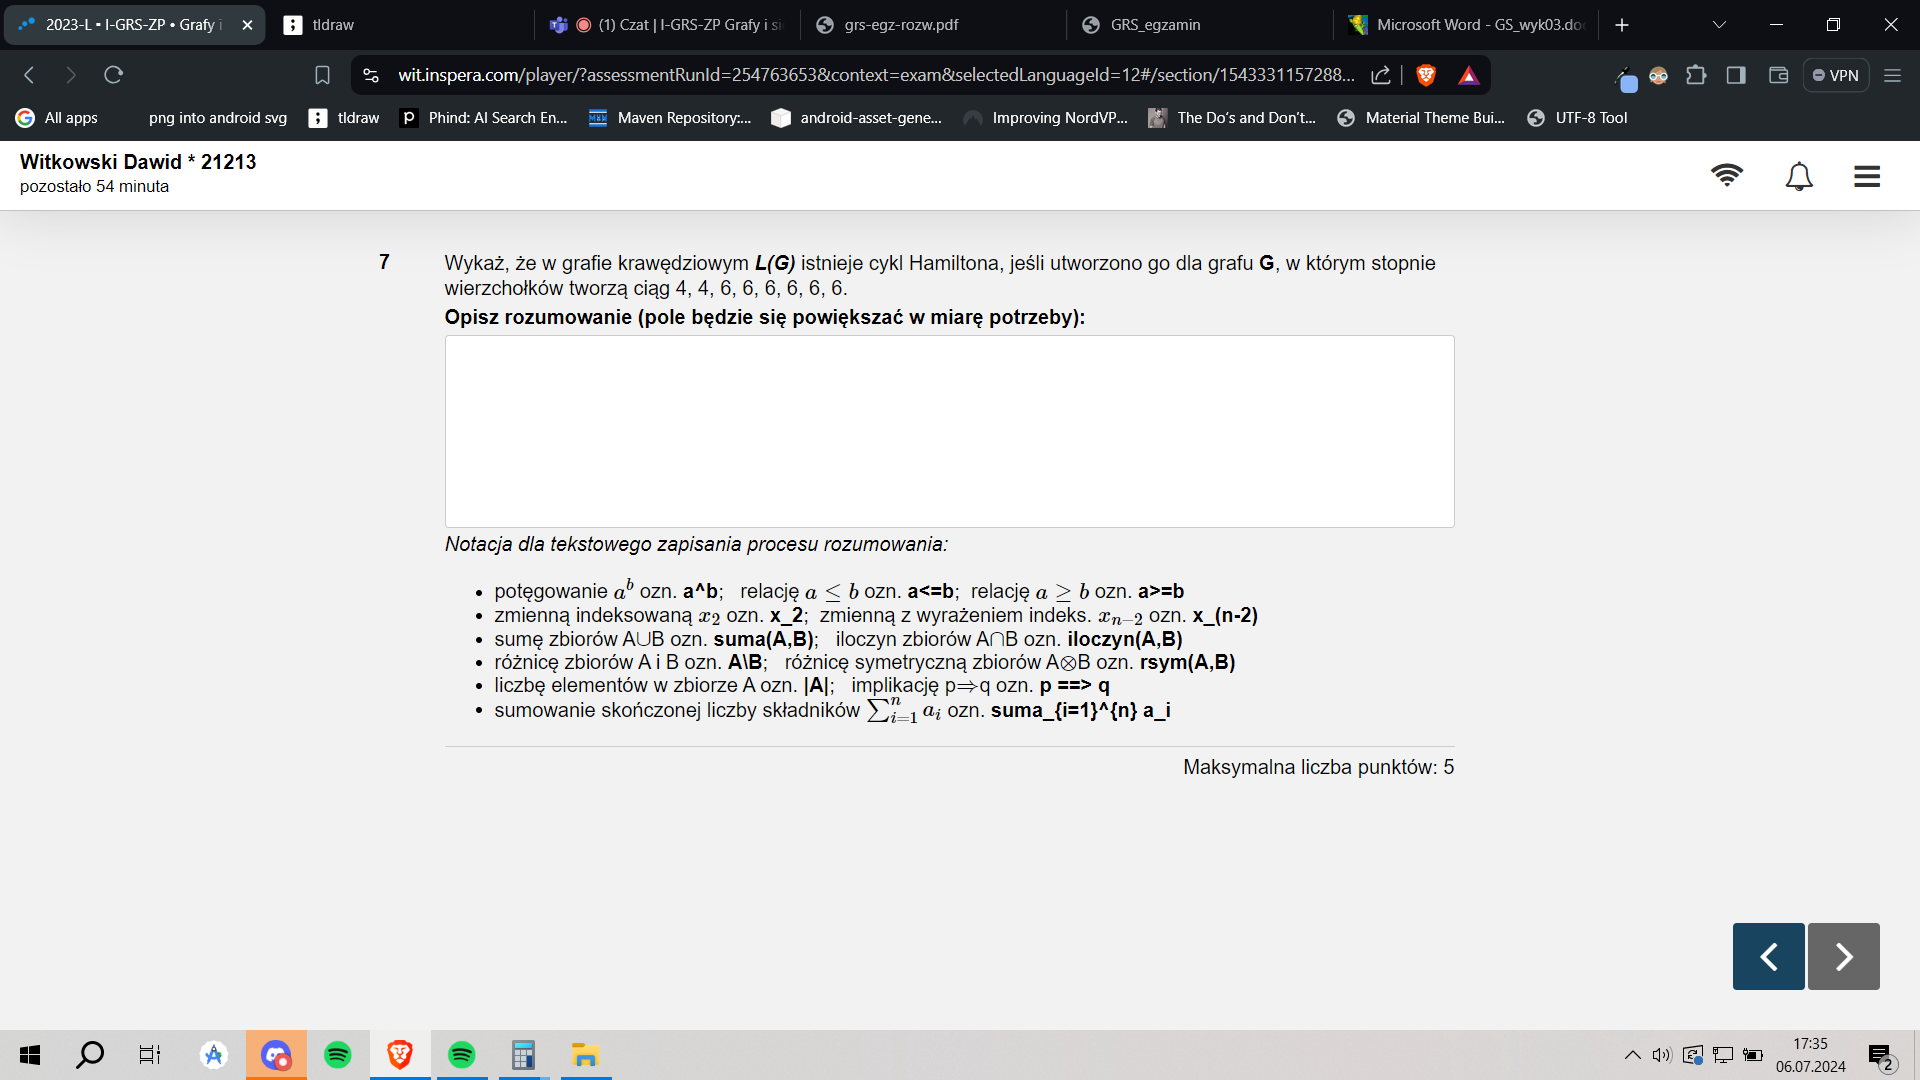 2023-L • I-GRS-ZP • Grafy i
tldraw
(1) Czat | I-GRS-ZP Grafy i si
grs-egz-rozw.pdf
GRS_egzamin
Microsoft Word - GS_wyk03.doc
wit.inspera.com/player/?assessmentRunId=254763653&context=exam&selectedLanguageId=12#/section/1543331157288...
VPN
All apps
png into android svg
tldraw
Phind: AI Search En...
Maven Repository:...
android-asset-gene...
Improving NordVP...
The Do's and Don't...
Material Theme Bui...
UTF-8 Tool
Witkowski Dawid * 21213
pozostało 54 minuta
7
Wykaż, że w grafie krawędziowym L(G) istnieje cykl Hamiltona, jeśli utworzono go dla grafu G, w którym stopnie
wierzchołków tworzą ciąg 4, 4, 6, 6, 6, 6, 6, 6.
Opisz rozumowanie (pole będzie się powiększać w miarę potrzeby):
Notacja dla tekstowego zapisania procesu rozumowania:
• potęgowanie a^b ozn. a^b; relację a ≤ b ozn. a<=b; relację a ≥ b ozn. a>=b
• zmienną indeksowaną x₂ ozn. x_2; zmienną z wyrażeniem indeks. xₙ₋₂ ozn. x_(n-2)
• sumę zbiorów A∪B ozn. suma(A,B); iloczyn zbiorów A∩B ozn. iloczyn(A,B)
• różnicę zbiorów A i B ozn. A\B; różnicę symetryczną zbiorów A⊗B ozn. rsym(A,B)
• liczbę elementów w zbiorze A ozn. |A|; implikację p⇒q ozn. p ==> q
• sumowanie skończonej liczby składników ∑ⁿᵢ₌₁ aᵢ ozn. suma_{i=1}^{n} a_i
Maksymalna liczba punktów: 5
17:35
06.07.2024
2